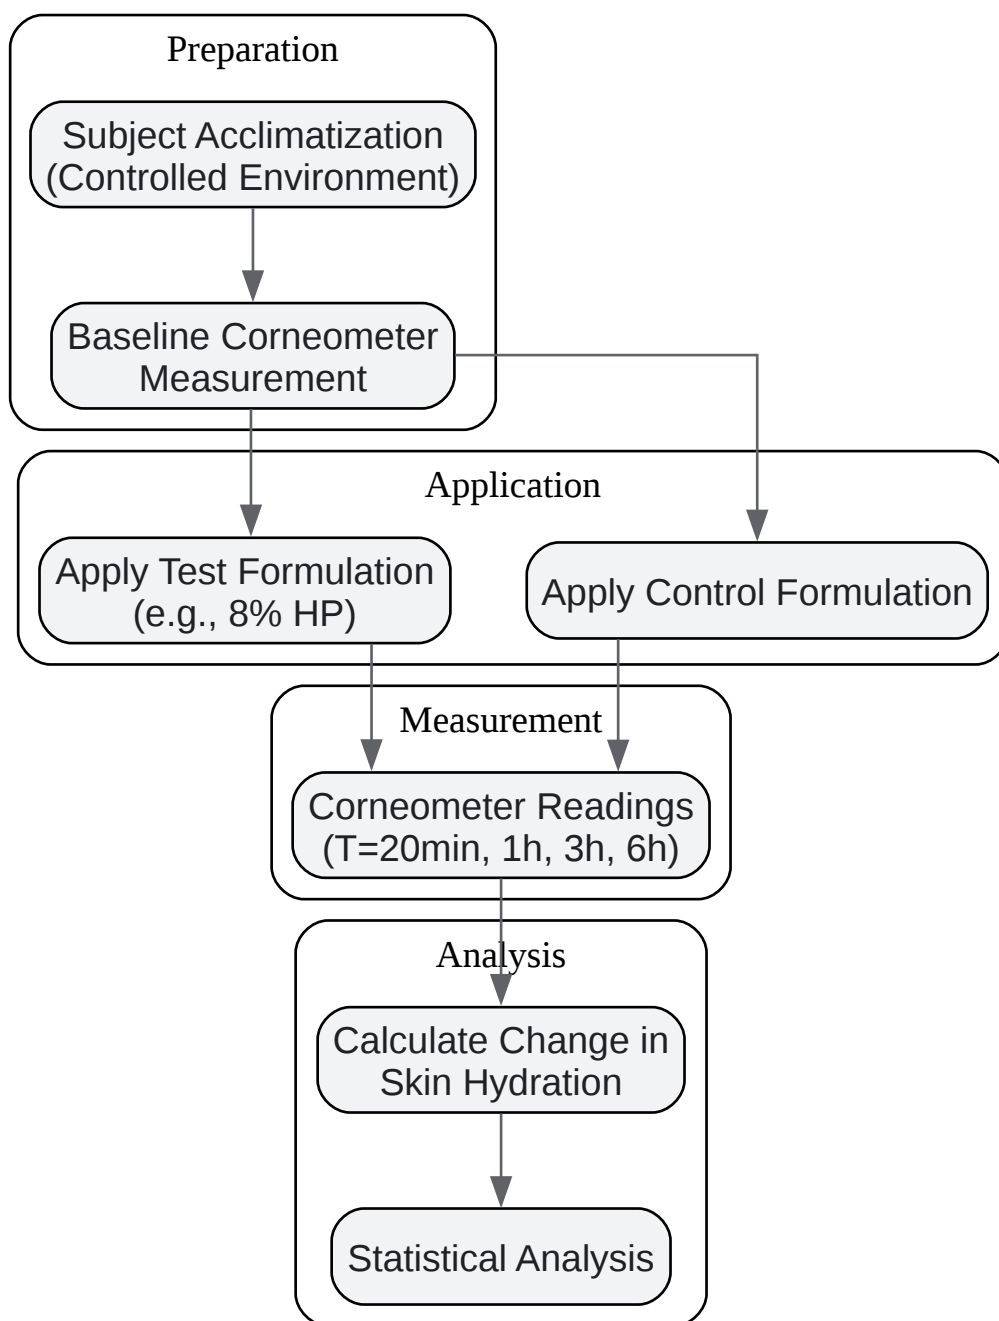 Preparation
Subject Acclimatization
(Controlled Environment)
Baseline Corneometer
Measurement
Application
Apply Test Formulation
(e.g., 8% HP)
Apply Control Formulation
Measurement
Corneometer Readings
(T=20min, 1h, 3h, 6h)
Analysis
Calculate Change in
Skin Hydration
Statistical Analysis